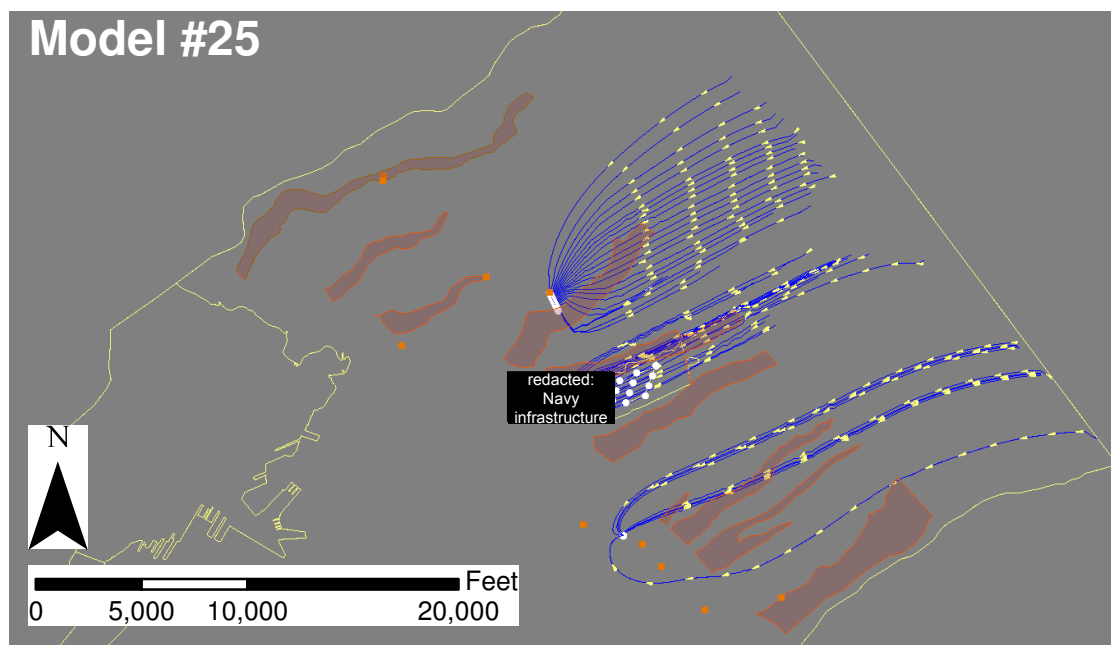 Model #25
redacted:
Navy
infrastructure
N
Feet
0 5,000 10,000 20,000